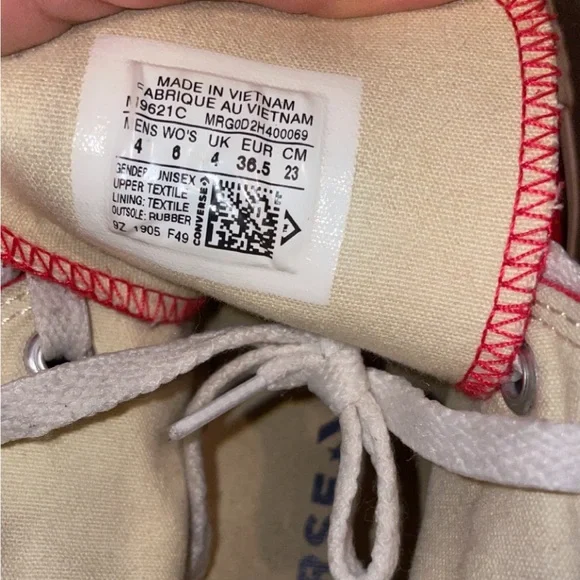 MADE IN VIETNAM
FABRIQUE AU VIETNAM
M9621C MRG0D2H400069
MENS WO'S UK EUR CM
4 6 4 36.5 23
GENDER: UNISEX
UPPER TEXTILE
LINING: TEXTILE
OUTSOLE: RUBBER
9Z 1905 F49
CONVERSE
ERSE